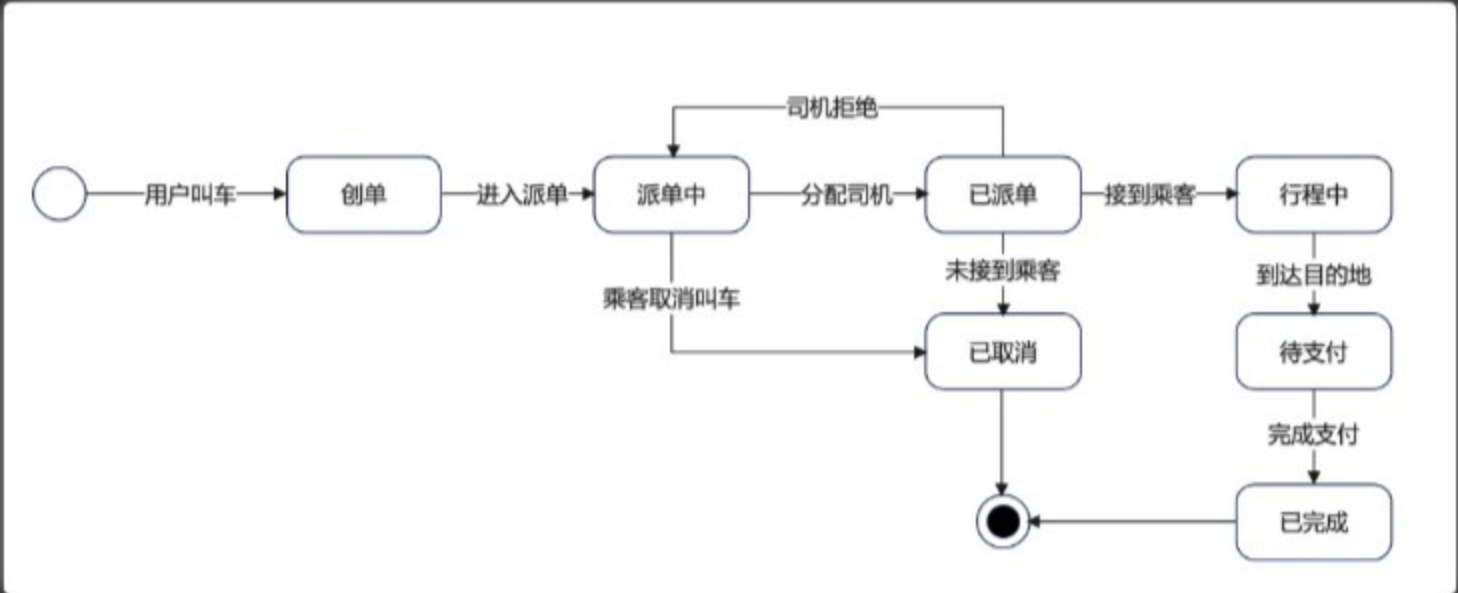 司机拒绝
用户叫车
创单
进入派单
派单中
分配司机
已派单
接到乘客
行程中
未接到乘客
到达目的地
乘客取消叫车
已取消
待支付
完成支付
已完成